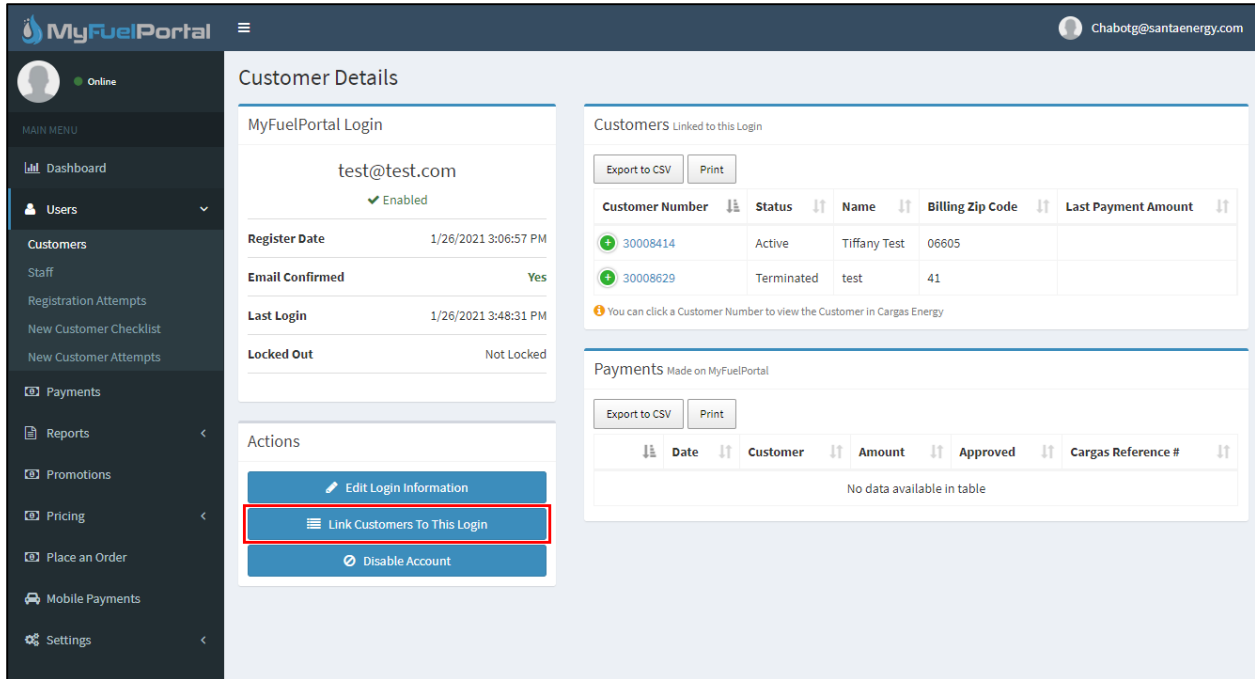 MyFuelPortal
Chabotg@santaenergy.com
Online
MAIN MENU
Dashboard
Users
Customers
Staff
Registration Attempts
New Customer Checklist
New Customer Attempts
Payments
Reports
Promotions
Pricing
Place an Order
Mobile Payments
Settings
Customer Details
MyFuelPortal Login
test@test.com
Enabled
Register Date 1/26/2021 3:06:57 PM
Email Confirmed Yes
Last Login 1/26/2021 3:48:31 PM
Locked Out Not Locked
Actions
Edit Login Information
Link Customers To This Login
Disable Account
Customers Linked to this Login
Export to CSV Print
Customer Number Status Name Billing Zip Code Last Payment Amount
30008414 Active Tiffany Test 06605
30008629 Terminated test 41
You can click a Customer Number to view the Customer in Cargas Energy
Payments Made on MyFuelPortal
Export to CSV Print
Date Customer Amount Approved Cargas Reference #
No data available in table